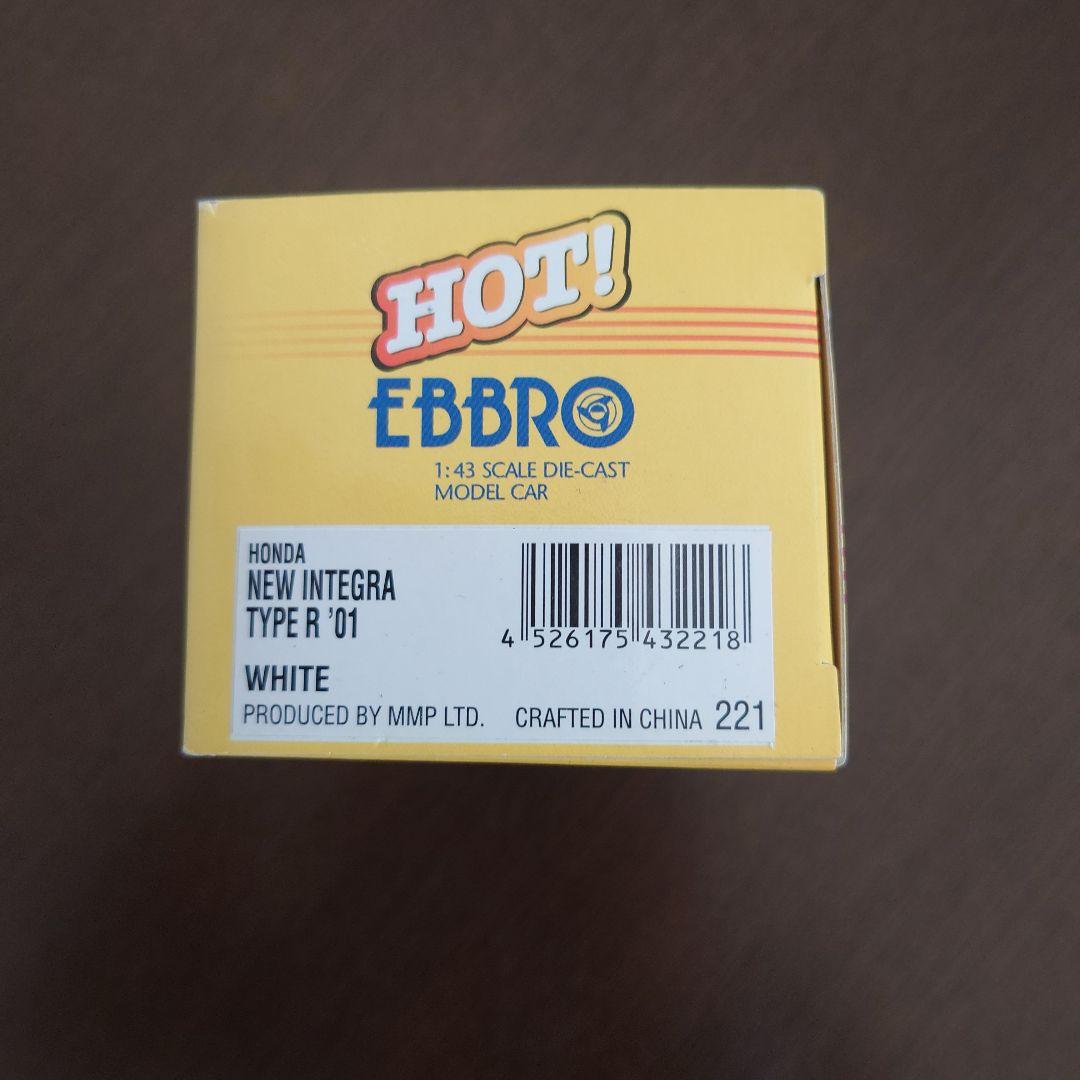 HOT!
EBBRO
1:43 SCALE DIE-CAST
MODEL CAR
HONDA
NEW INTEGRA
TYPE R '01
WHITE
4 526175 432218
PRODUCED BY MMP LTD. CRAFTED IN CHINA 221